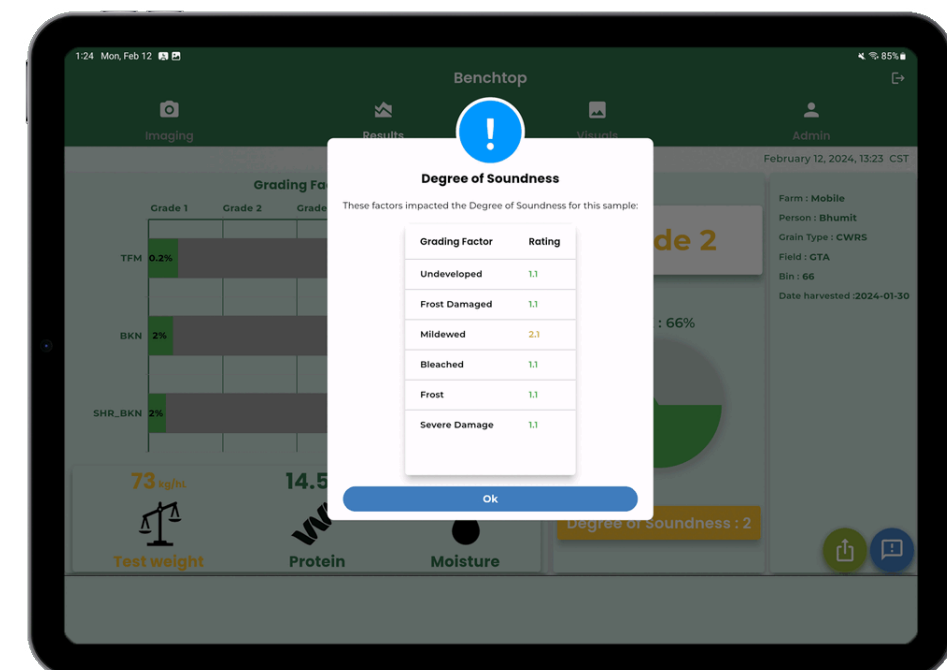 1:24 Mon, Feb 12
85%
Benchtop
Imaging
Results
Visuals
Admin
February 12, 2024, 13:23 CST
Grading Fa
Grade 1 Grade 2 Grade
TFM 0.2%
BKN 2%
SHR_BKN 2%
73 kg/hL
Test weight
14.5
Protein
Moisture
!
Degree of Soundness
These factors impacted the Degree of Soundness for this sample:
Grading Factor Rating
Undeveloped 1.1
Frost Damaged 1.1
Mildewed 2.1
Bleached 1.1
Frost 1.1
Severe Damage 1.1
Ok
de 2
: 66%
Degree of Soundness : 2
Farm : Mobile
Person : Bhumit
Grain Type : CWRS
Field : GTA
Bin : 66
Date harvested :2024-01-30